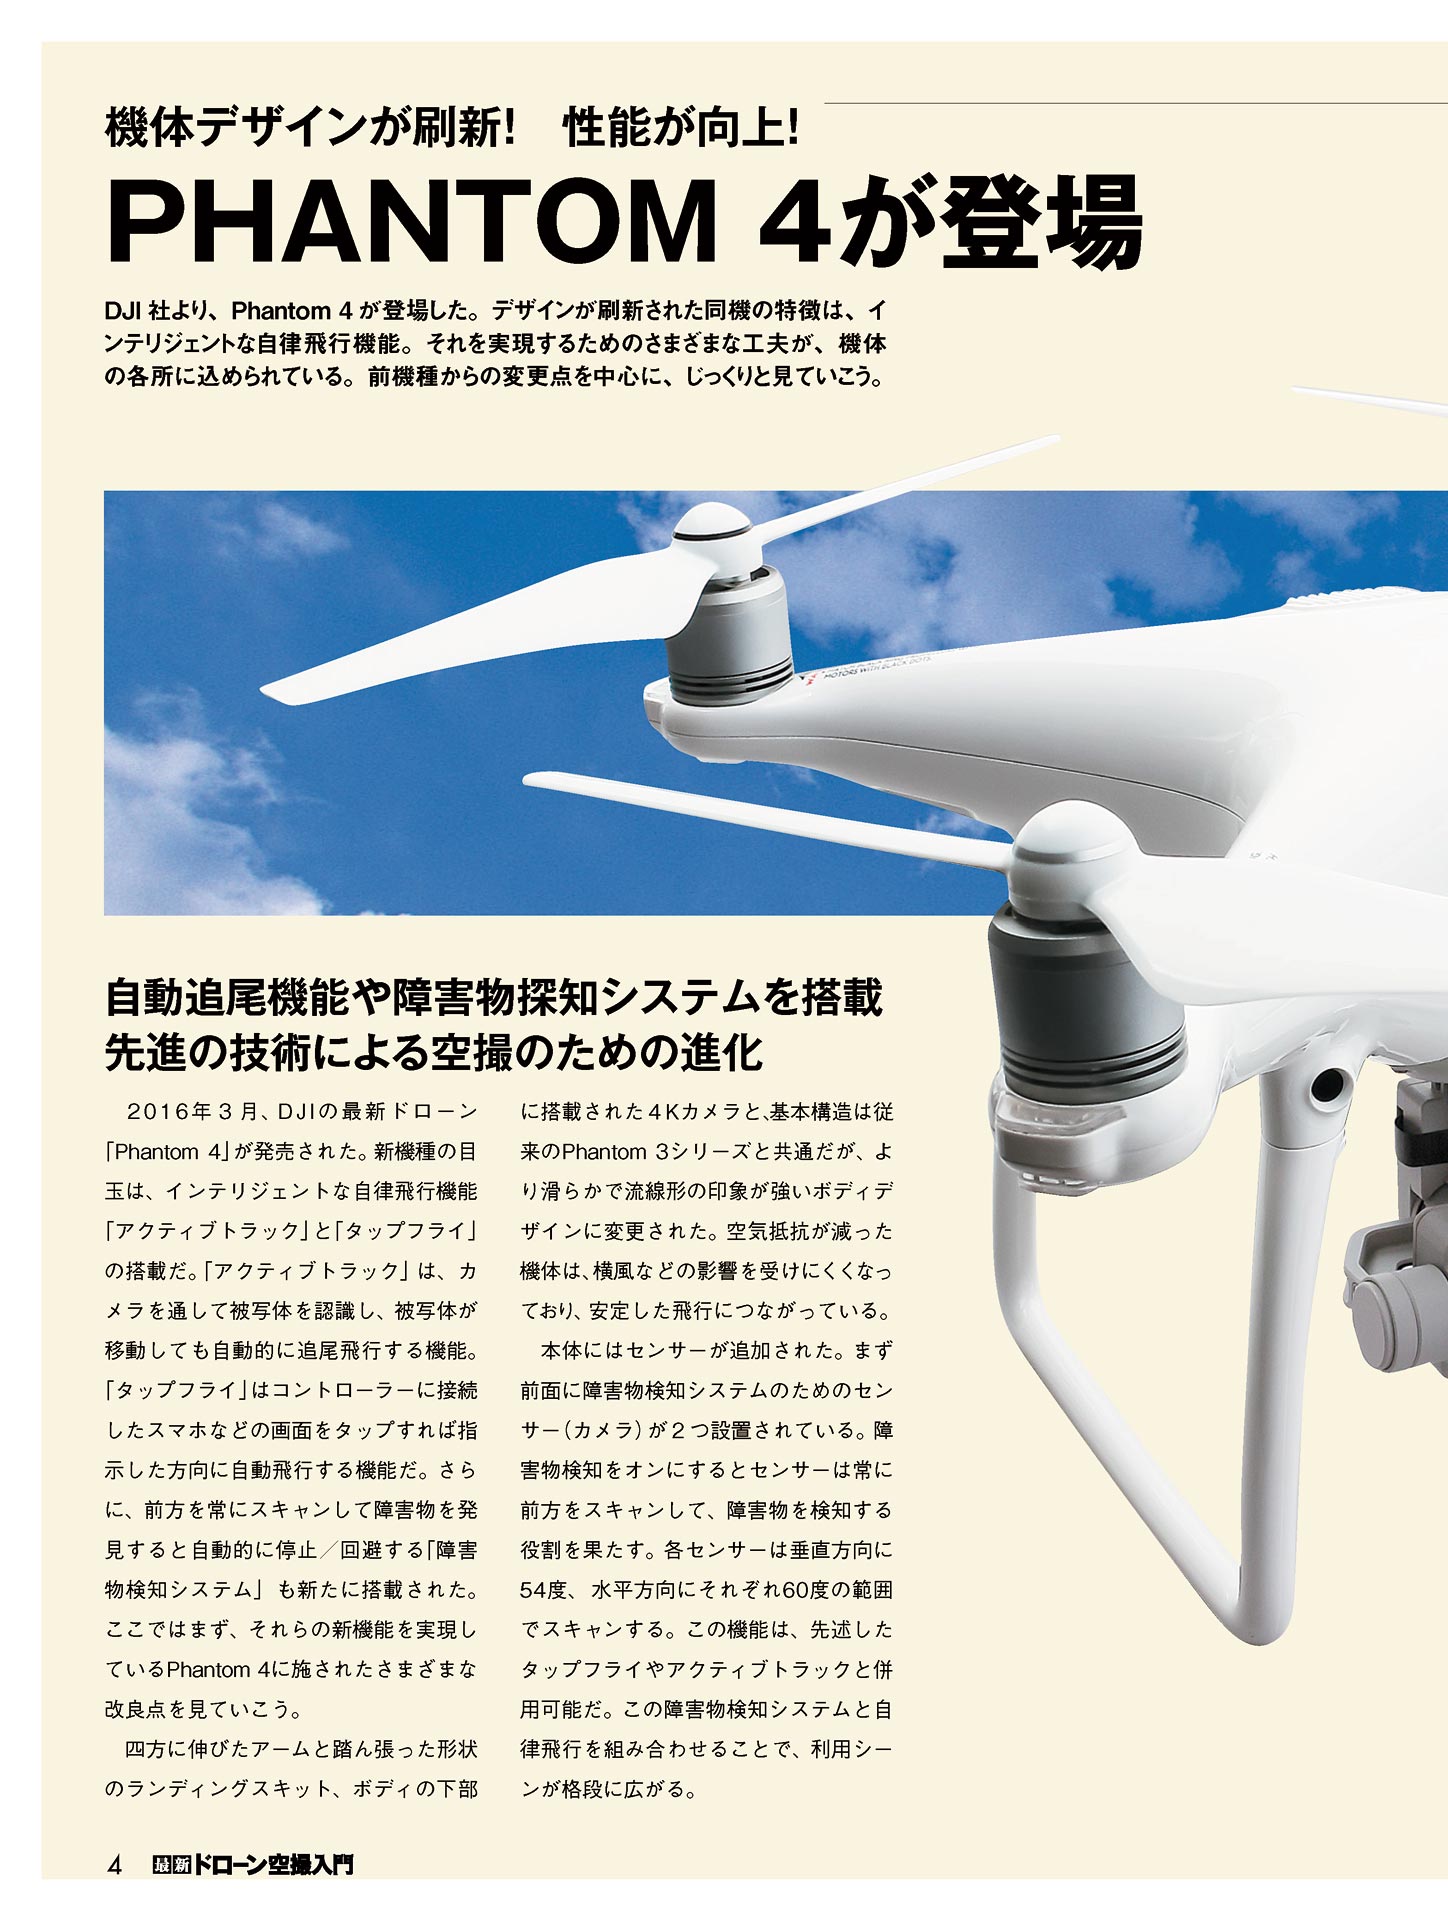 機体デザインが刷新!　性能が向上!
PHANTOM 4が登場
DJI 社より、Phantom 4 が登場した。デザインが刷新された同機の特徴は、イ
ンテリジェントな自律飛行機能。それを実現するためのさまざまな工夫が、機体
の各所に込められている。前機種からの変更点を中心に、じっくりと見ていこう。
MOTORS WITH BLACK DOTS
自動追尾機能や障害物探知システムを搭載
先進の技術による空撮のための進化
2016年3月、DJIの最新ドローン
「Phantom 4」が発売された。新機種の目
玉は、インテリジェントな自律飛行機能
「アクティブトラック」と「タップフライ」
の搭載だ。「アクティブトラック」は、カ
メラを通して被写体を認識し、被写体が
移動しても自動的に追尾飛行する機能。
「タップフライ」はコントローラーに接続
したスマホなどの画面をタップすれば指
示した方向に自動飛行する機能だ。さら
に、前方を常にスキャンして障害物を発
見すると自動的に停止／回避する「障害
物検知システム」も新たに搭載された。
ここではまず、それらの新機能を実現し
ているPhantom 4に施されたさまざまな
改良点を見ていこう。
四方に伸びたアームと踏ん張った形状
のランディングスキット、ボディの下部
に搭載された4Kカメラと、基本構造は従
来のPhantom 3シリーズと共通だが、よ
り滑らかで流線形の印象が強いボディデ
ザインに変更された。空気抵抗が減った
機体は、横風などの影響を受けにくくなっ
ており、安定した飛行につながっている。
本体にはセンサーが追加された。まず
前面に障害物検知システムのためのセン
サー（カメラ）が2つ設置されている。障
害物検知をオンにするとセンサーは常に
前方をスキャンして、障害物を検知する
役割を果たす。各センサーは垂直方向に
54度、水平方向にそれぞれ60度の範囲
でスキャンする。この機能は、先述した
タップフライやアクティブトラックと併
用可能だ。この障害物検知システムと自
律飛行を組み合わせることで、利用シー
ンが格段に広がる。
4 最新ドローン空撮入門